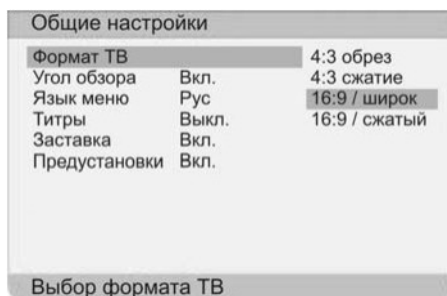 Общие настройки
Формат ТВ 4:3 обрез
Угол обзора Вкл. 4:3 сжатие
Язык меню Рус 16:9 / широк
Титры Выкл. 16:9 / сжатый
Заставка Вкл.
Предустановки Вкл.
Выбор формата ТВ